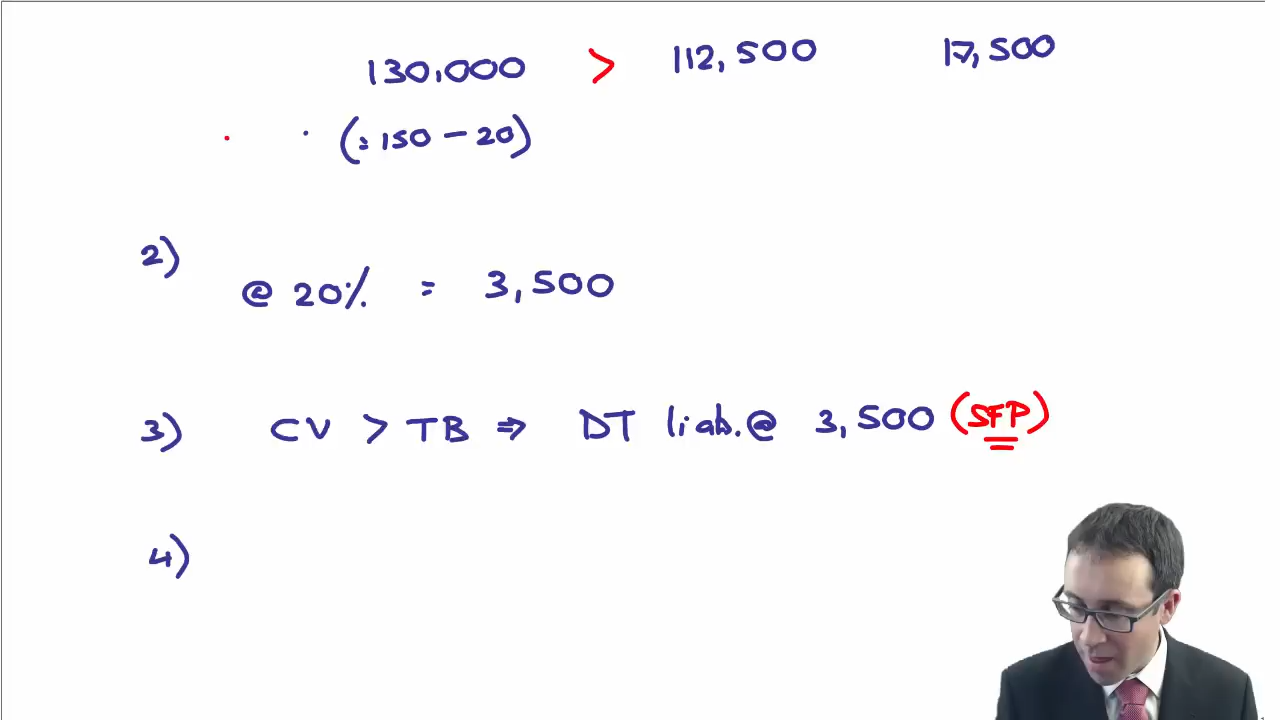 130,000 > 112,500 17,500
(= 150 - 20)
2)
@ 20% = 3,500
3) CV > TB ⇒ DT liab. @ 3,500 (SFP)
4)